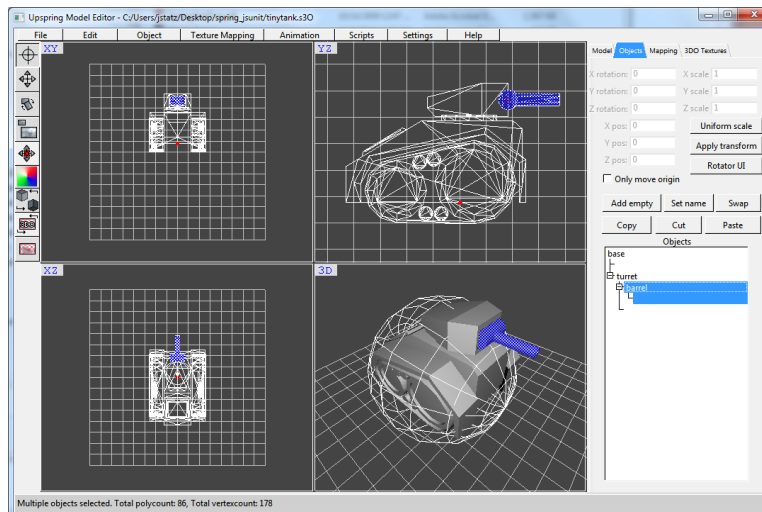 Upspring Model Editor - C:/Users/jstatz/Desktop/spring_jsunit/tinytank.s3O
File Edit Object Texture Mapping Animation Scripts Settings Help
XY
YZ
XZ
3D
Model Objects Mapping 3DO Textures
X rotation: 0 X scale 1
Y rotation: 0 Y scale 1
Z rotation: 0 Z scale 1
X pos: 0 Uniform scale
Y pos: 0 Apply transform
Z pos: 0 Rotator UI
Only move origin
Add empty Set name Swap
Copy Cut Paste
Objects
base
turret
barrel
Multiple objects selected. Total polycount: 86, Total vertexcount: 178